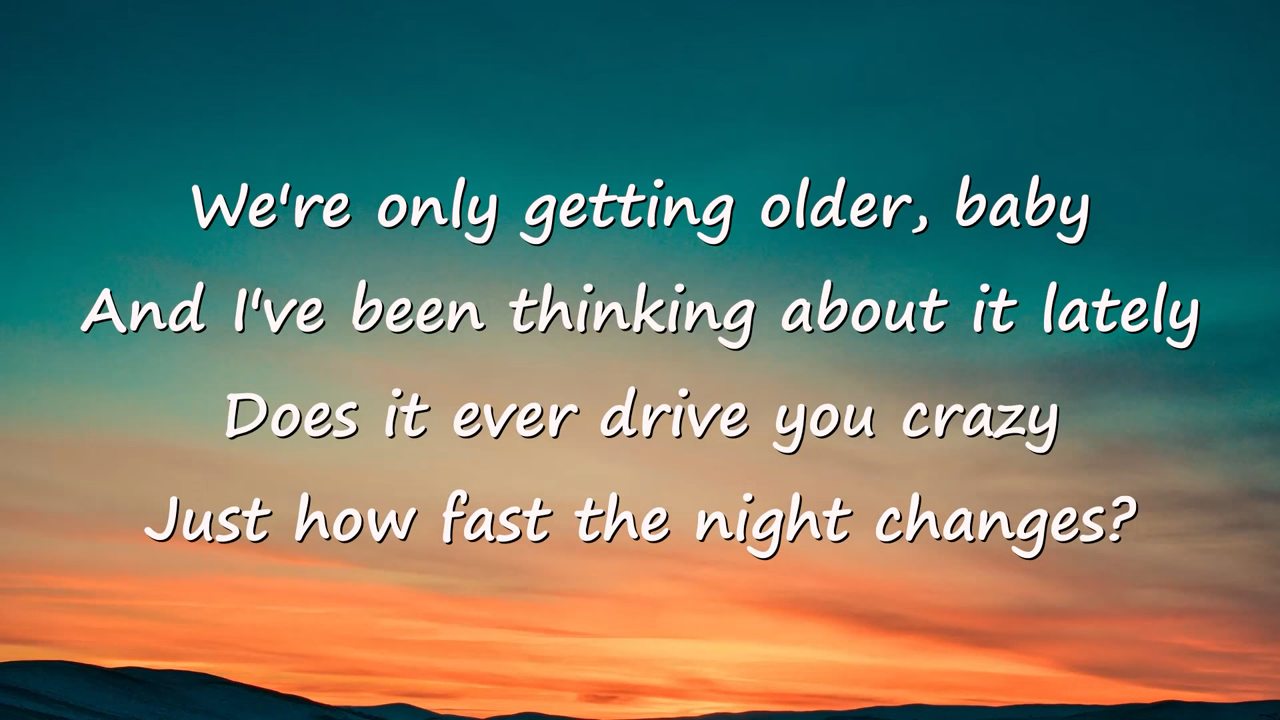 We're only getting older, baby
And I've been thinking about it lately
Does it ever drive you crazy
Just how fast the night changes?